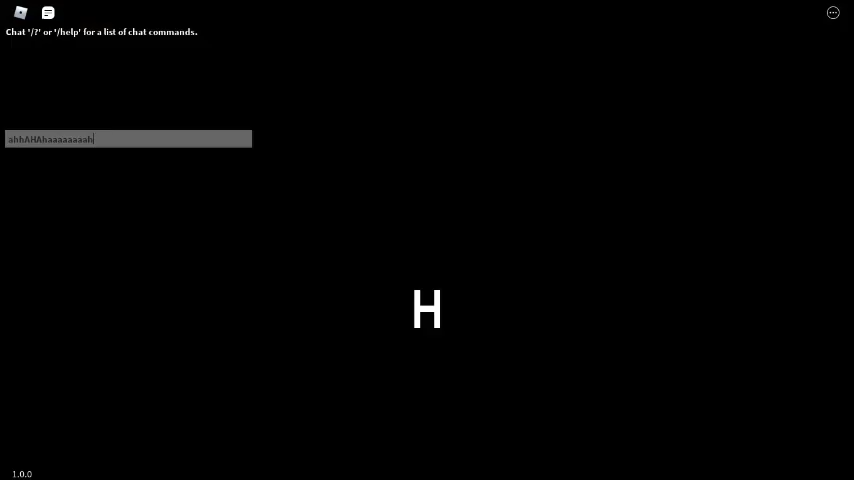 Chat '/?' or '/help' for a list of chat commands.
ahhAHAhaaaaaaaah
H
1.0.0